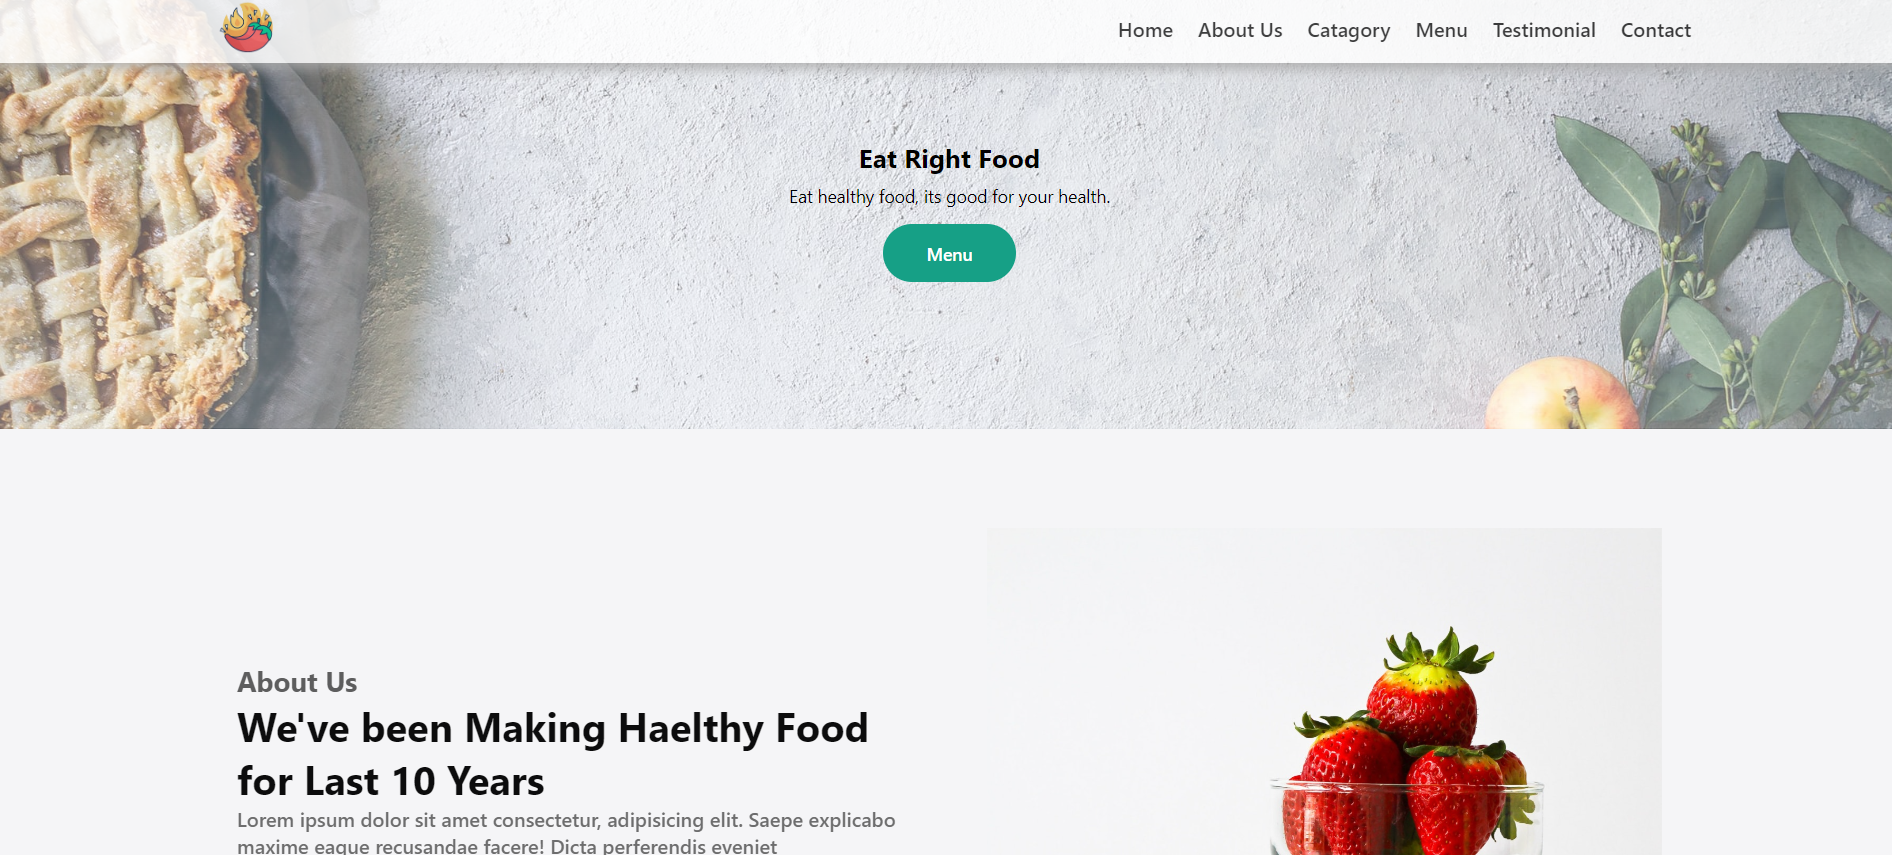 Home About Us Catagory Menu Testimonial Contact
Eat Right Food
Eat healthy food, its good for your health.
Menu
About Us
We've been Making Haelthy Food
for Last 10 Years
Lorem ipsum dolor sit amet consectetur, adipisicing elit. Saepe explicabo
maxime eaque recusandae facere! Dicta perferendis eveniet